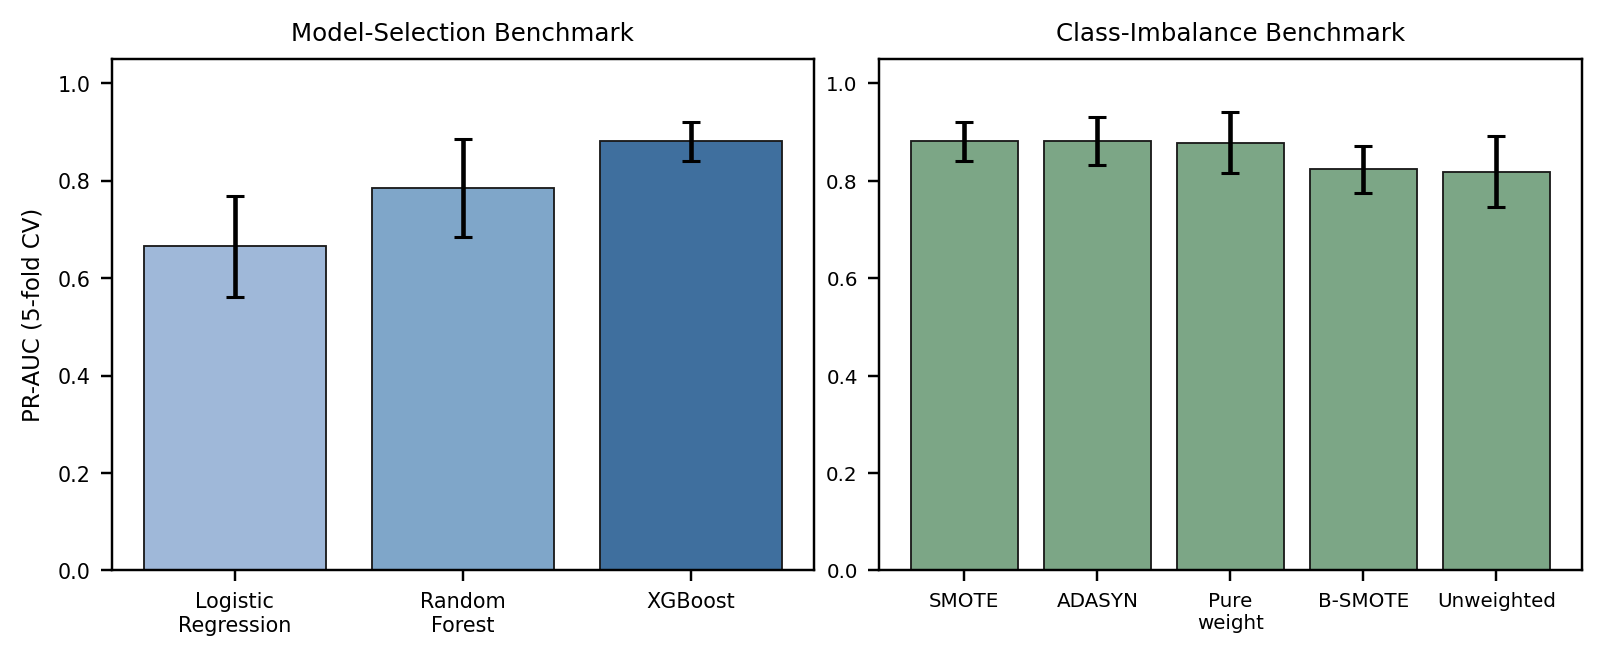 Model-Selection Benchmark
PR-AUC (5-fold CV)
1.0
0.8
0.6
0.4
0.2
0.0
Logistic
Regression
Random
Forest
XGBoost
Class-Imbalance Benchmark
1.0
0.8
0.6
0.4
0.2
0.0
SMOTE
ADASYN
Pure
weight
B-SMOTE
Unweighted